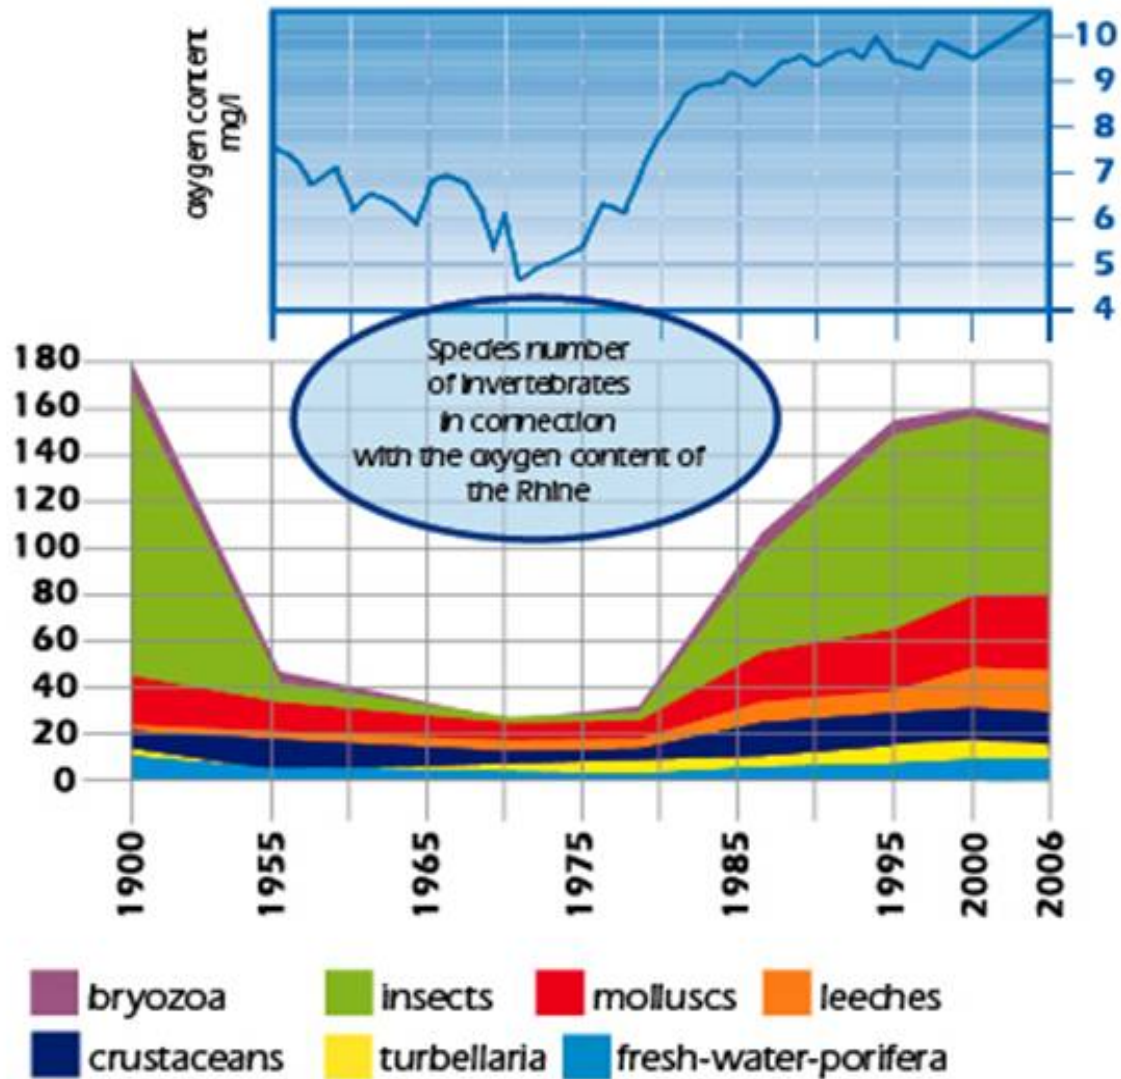 oxygen content
mg/l
10
9
8
7
6
5
4
Species number
of invertebrates
in connection
with the oxygen content of
the Rhine
180
160
140
120
100
80
60
40
20
0
1900
1955
1965
1975
1985
1995
2000
2006
bryozoa
insects
molluscs
leeches
crustaceans
turbellaria
fresh-water-porifera